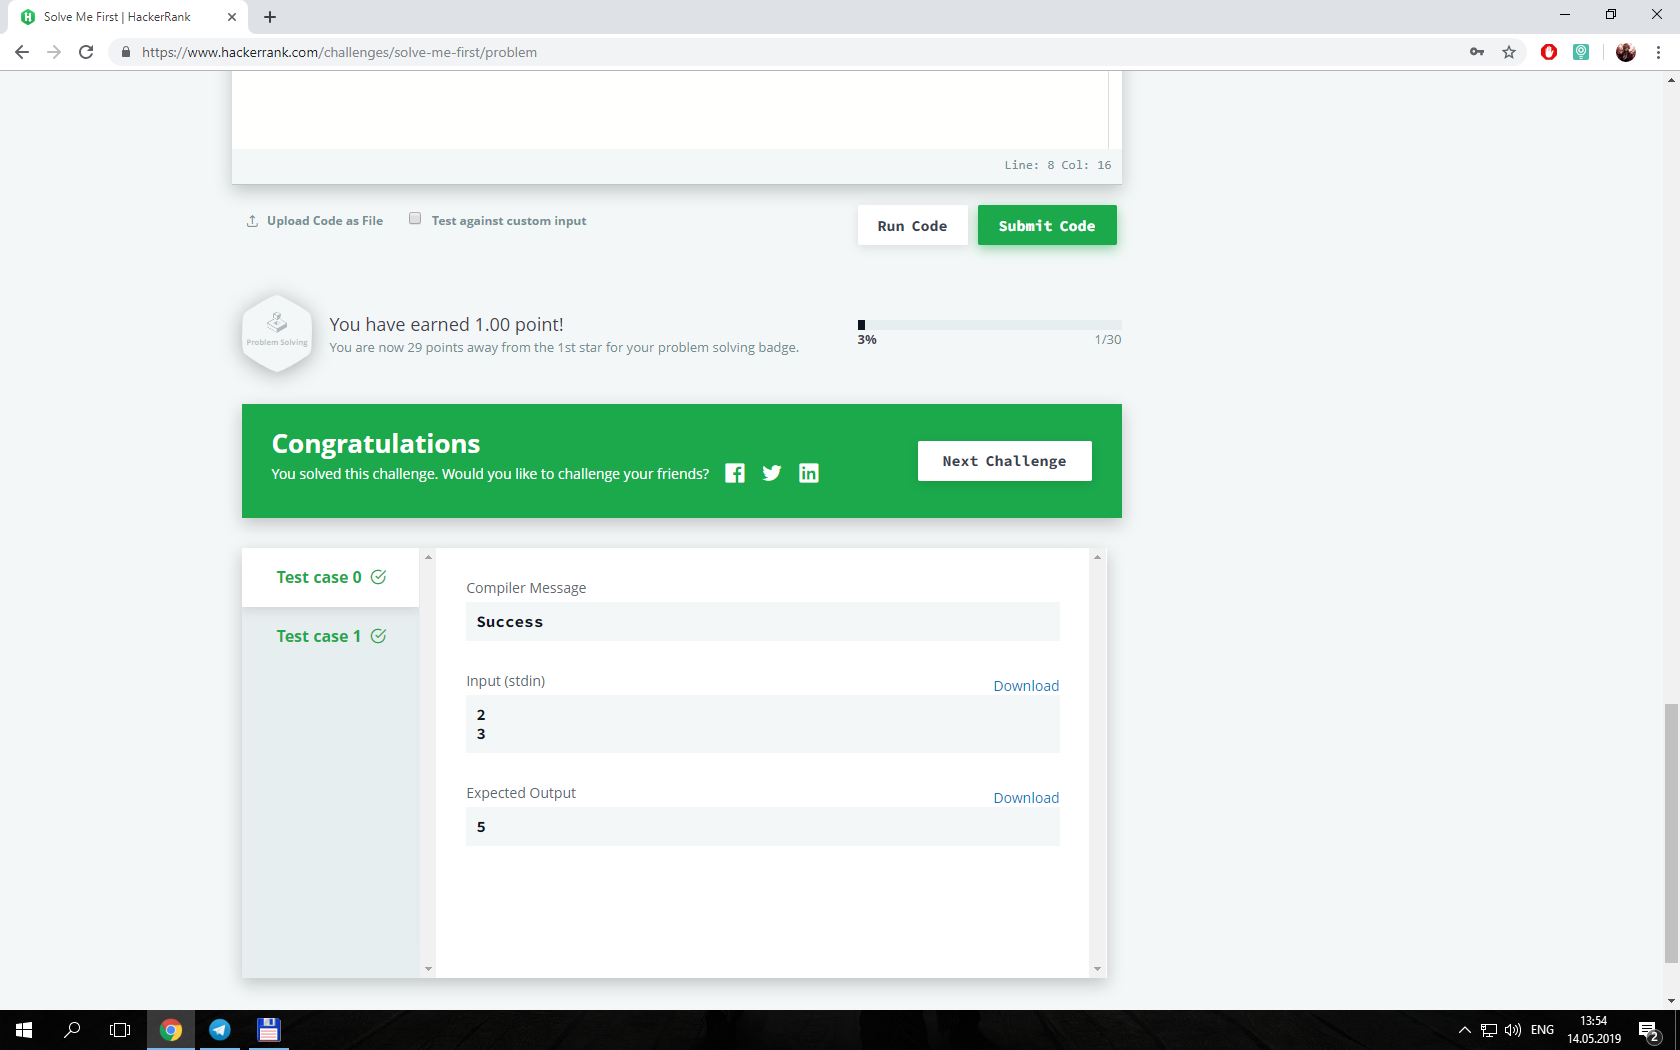 Solve Me First | HackerRank
https://www.hackerrank.com/challenges/solve-me-first/problem
Line: 8 Col: 16
Upload Code as File
Test against custom input
Run Code
Submit Code
Problem Solving
You have earned 1.00 point!
You are now 29 points away from the 1st star for your problem solving badge.
3%
1/30
Congratulations
You solved this challenge. Would you like to challenge your friends?
Next Challenge
Test case 0
Test case 1
Compiler Message
Success
Input (stdin)
Download
2
3
Expected Output
Download
5
ENG
13:54
14.05.2019
2